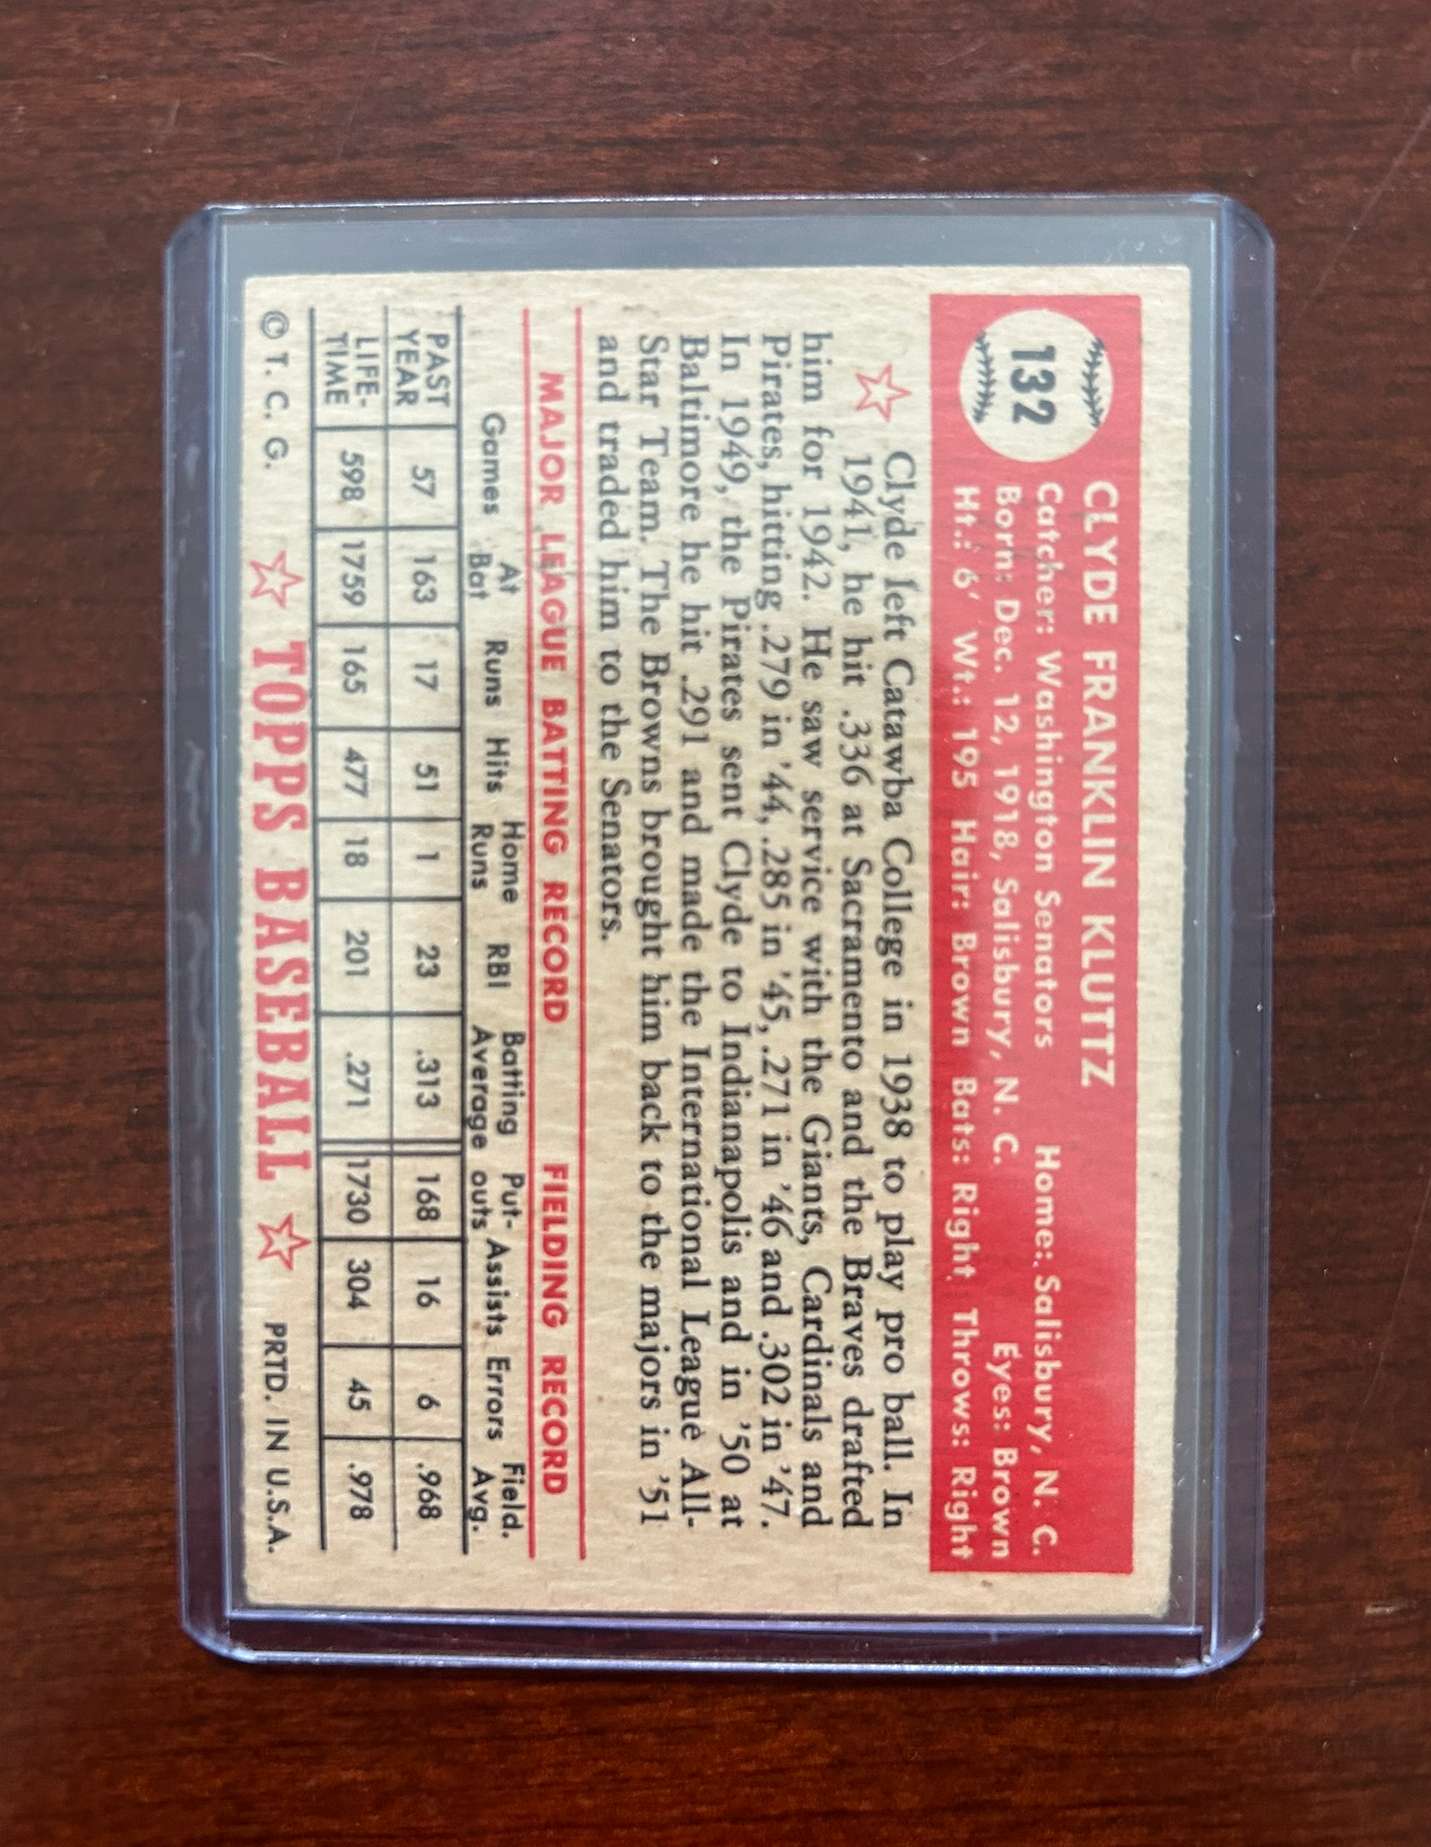 132
CLYDE FRANKLIN KLUTTZ
Catcher: Washington Senators Home: Salisbury, N. C.
Born: Dec. 12, 1918, Salisbury, N. C. Eyes: Brown
Ht.: 6' Wt.: 195 Hair: Brown Bats: Right Throws: Right
Clyde left Catawba College in 1938 to play pro ball. In
1941, he hit .336 at Sacramento and the Braves drafted
him for 1942. He saw service with the Giants, Cardinals and
Pirates, hitting .279 in '44, .285 in '45, .271 in '46 and .302 in '47.
In 1949, the Pirates sent Clyde to Indianapolis and in '50 at
Baltimore he hit .291 and made the International League All-
Star Team. The Browns brought him back to the majors in '51
and traded him to the Senators.
MAJOR LEAGUE BATTING RECORD FIELDING RECORD
Games At Bat Runs Hits Home Runs RBI Batting Average Put-outs Assists Errors Field. Avg.
PAST YEAR 57 163 17 51 1 23 .313 168 16 6 .968
LIFE-TIME 598 1759 165 477 18 201 .271 1730 304 45 .978
© T. C. G. TOPPS BASEBALL PRTD. IN U.S.A.